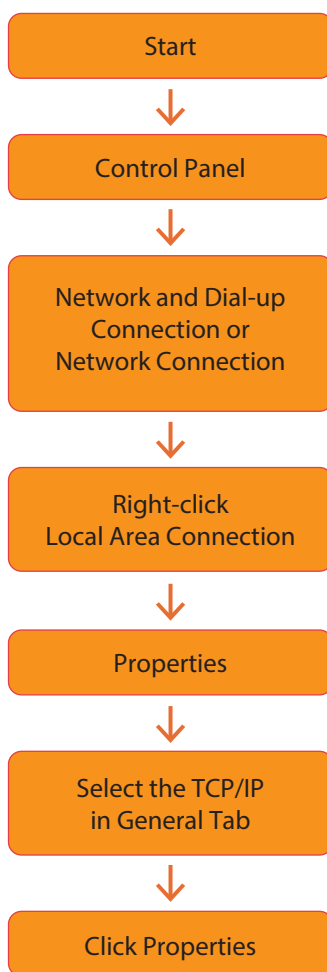 Start
Control Panel
Network and Dial-up
Connection or
Network Connection
Right-click
Local Area Connection
Properties
Select the TCP/IP
in General Tab
Click Properties